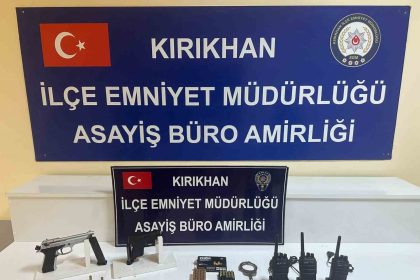 KIRIKHAN
İLÇE EMNİYET MÜDÜRLÜĞÜ
ASAYİŞ BÜRO AMİRLİĞİ
KIRIKHAN
İLÇE EMNİYET MÜDÜRLÜĞÜ
ASAYİŞ BÜRO AMİRLİĞİ